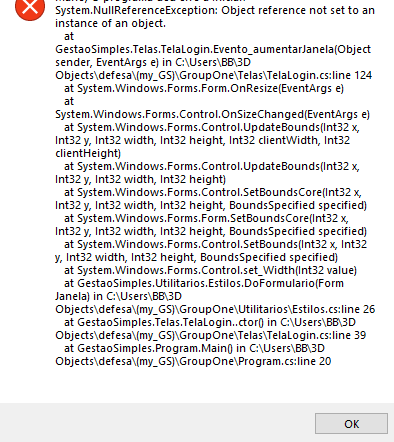 System.NullReferenceException: Object reference not set to an
instance of an object.
at
GestaoSimples.Telas.TelaLogin.Evento_aumentarJanela(Object
sender, EventArgs e) in C:\Users\BB\3D
Objects\defesa\(my_GS)\GroupOne\Telas\TelaLogin.cs:line 124
at System.Windows.Forms.Form.OnResize(EventArgs e)
at
System.Windows.Forms.Control.OnSizeChanged(EventArgs e)
at System.Windows.Forms.Control.UpdateBounds(Int32 x,
Int32 y, Int32 width, Int32 height, Int32 clientWidth, Int32
clientHeight)
at System.Windows.Forms.Control.UpdateBounds(Int32 x,
Int32 y, Int32 width, Int32 height)
at System.Windows.Forms.Control.SetBoundsCore(Int32 x,
Int32 y, Int32 width, Int32 height, BoundsSpecified specified)
at System.Windows.Forms.Form.SetBoundsCore(Int32 x,
Int32 y, Int32 width, Int32 height, BoundsSpecified specified)
at System.Windows.Forms.Control.SetBounds(Int32 x, Int32
y, Int32 width, Int32 height, BoundsSpecified specified)
at System.Windows.Forms.Control.set_Width(Int32 value)
at GestaoSimples.Utilitarios.Estilos.DoFormulario(Form
Janela) in C:\Users\BB\3D
Objects\defesa\(my_GS)\GroupOne\Utilitarios\Estilos.cs:line 26
at GestaoSimples.Telas.TelaLogin..ctor() in C:\Users\BB\3D
Objects\defesa\(my_GS)\GroupOne\Telas\TelaLogin.cs:line 39
at GestaoSimples.Program.Main() in C:\Users\BB\3D
Objects\defesa\(my_GS)\GroupOne\Program.cs:line 20
OK